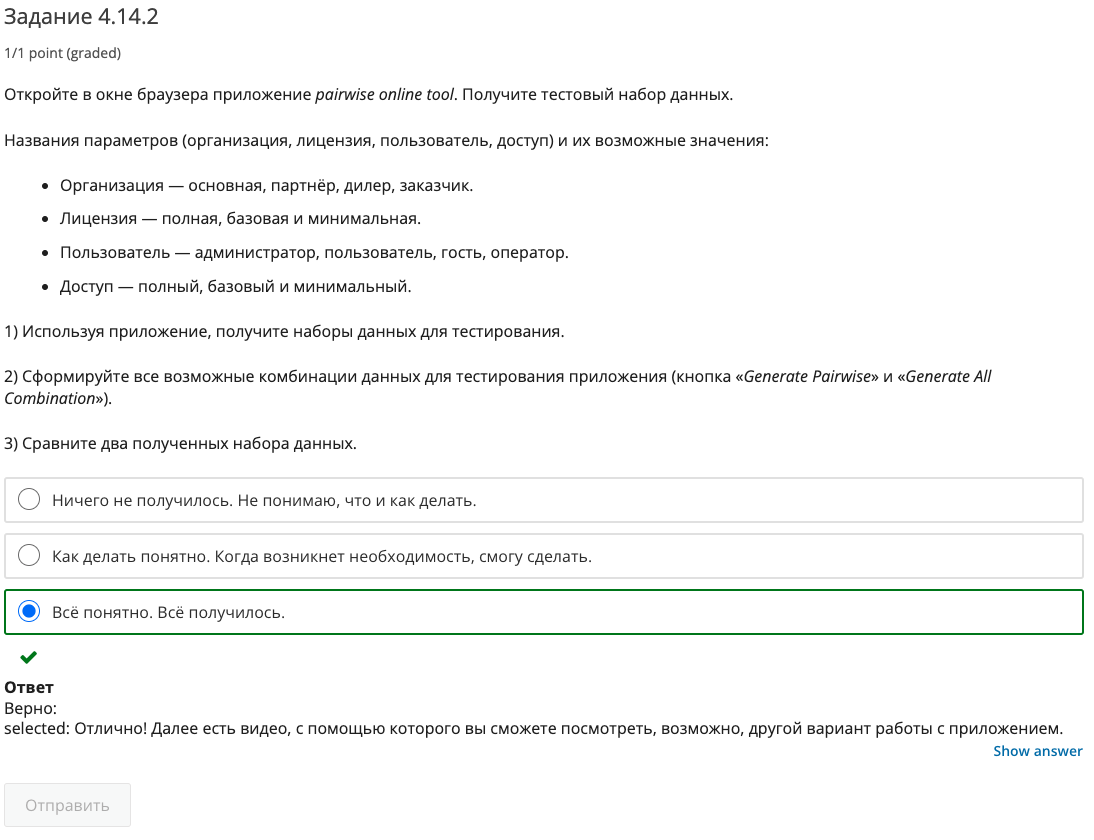 Задание 4.14.2
1/1 point (graded)
Откройте в окне браузера приложение pairwise online tool. Получите тестовый набор данных.
Названия параметров (организация, лицензия, пользователь, доступ) и их возможные значения:
• Организация — основная, партнёр, дилер, заказчик.
• Лицензия — полная, базовая и минимальная.
• Пользователь — администратор, пользователь, гость, оператор.
• Доступ — полный, базовый и минимальный.
1) Используя приложение, получите наборы данных для тестирования.
2) Сформируйте все возможные комбинации данных для тестирования приложения (кнопка «Generate Pairwise» и «Generate All
Combination»).
3) Сравните два полученных набора данных.
Ничего не получилось. Не понимаю, что и как делать.
Как делать понятно. Когда возникнет необходимость, смогу сделать.
Всё понятно. Всё получилось.
Ответ
Верно:
selected: Отлично! Далее есть видео, с помощью которого вы сможете посмотреть, возможно, другой вариант работы с приложением.
Show answer
Отправить